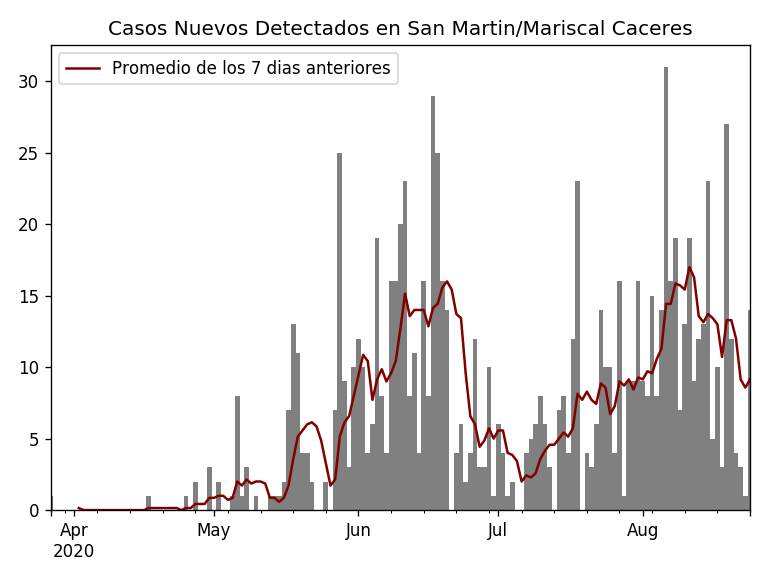 Casos Nuevos Detectados en San Martin/Mariscal Caceres
Promedio de los 7 dias anteriores
30
25
20
15
10
5
0
Apr
2020
May
Jun
Jul
Aug